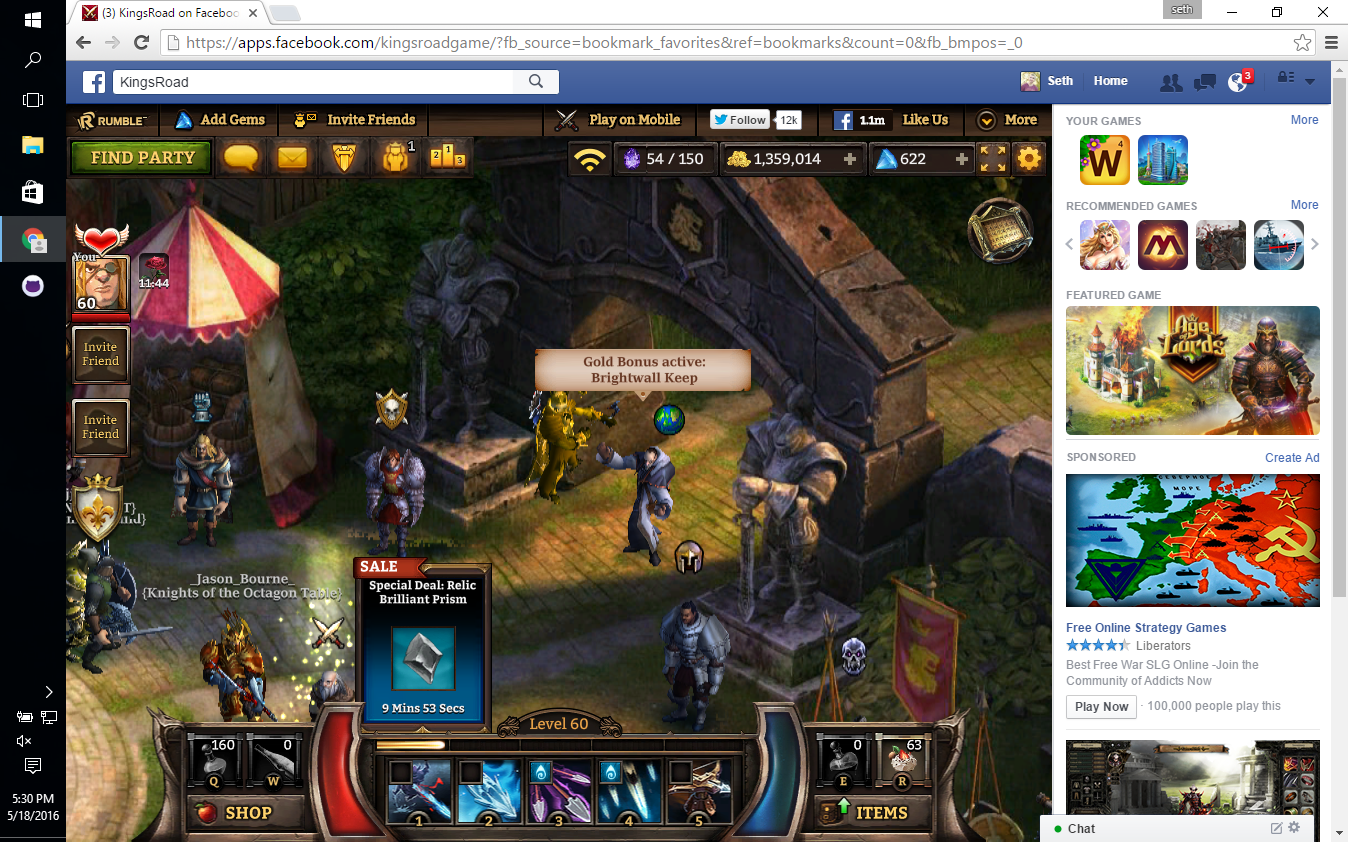 (3) KingsRoad on Faceboo
seth
https://apps.facebook.com/kingsroadgame/?fb_source=bookmark_favorites&ref=bookmarks&count=0&fb_bmpos=_0
KingsRoad
Seth
Home
3
RUMBLE
Add Gems
Invite Friends
Play on Mobile
Follow
12k
1.1m
Like Us
More
FIND PARTY
1
2 1 3
54 / 150
1,359,014
622
You
60
11:44
Invite
Friend
Invite
Friend
Gold Bonus active:
Brightwall Keep
_Jason_Bourne_
{Knights of the Octagon Table}
SALE
Special Deal: Relic
Brilliant Prism
9 Mins 53 Secs
Level 60
160
Q
0
W
SHOP
1
2
3
4
5
0
E
63
R
ITEMS
YOUR GAMES
More
W
4
RECOMMENDED GAMES
More
M
FEATURED GAME
Age of
Lords
SPONSORED
Create Ad
Free Online Strategy Games
Liberators
Best Free War SLG Online -Join the
Community of Addicts Now
Play Now
· 100,000 people play this
Chat
5:30 PM
5/18/2016